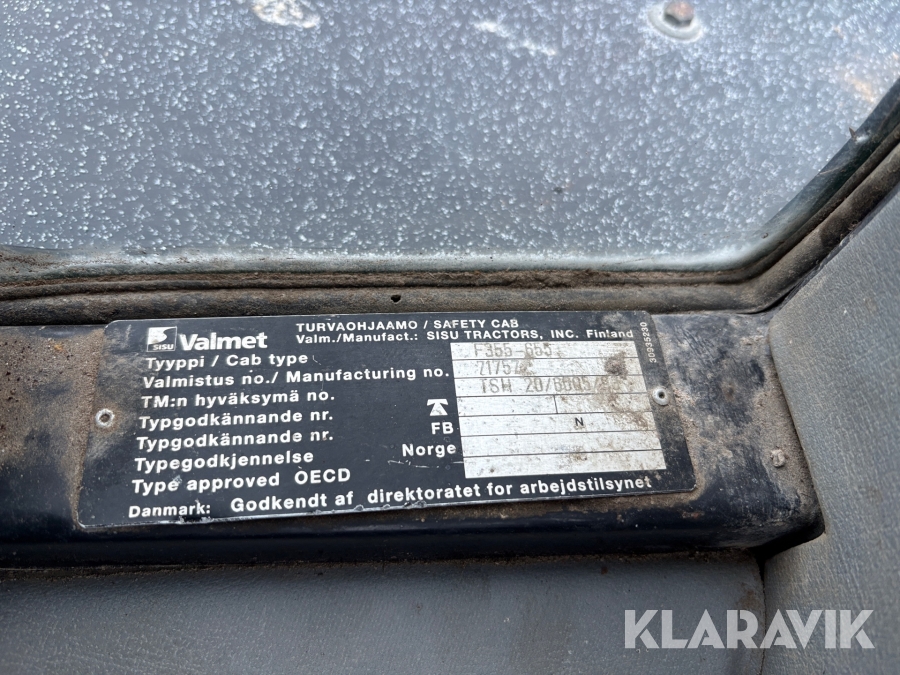 SISU Valmet
TURVAOHJAAMO / SAFETY CAB
Valm./Manufact.: SISU TRACTORS, INC. Finland
Tyyppi / Cab type
Valmistus no./ Manufacturing no.
TM:n hyväksymä no.
Typgodkännande nr.
Typgodkännande nr. FB N
Typegodkjennelse Norge
Type approved OECD
Danmark: Godkendt af direktoratet for arbejdstilsynet
30935230
KLARAVIK